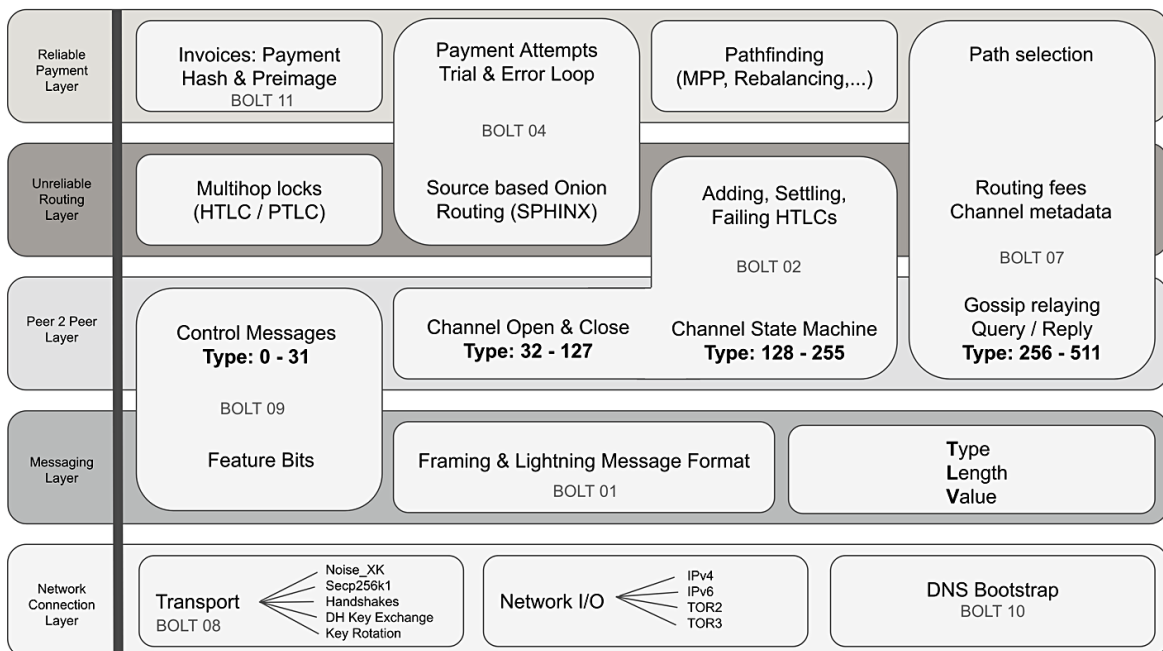 Reliable
Payment
Layer
Invoices: Payment
Hash & Preimage
BOLT 11
Payment Attempts
Trial & Error Loop
BOLT 04
Source based Onion
Routing (SPHINX)
Pathfinding
(MPP, Rebalancing,...)
Path selection
Unreliable
Routing
Layer
Multihop locks
(HTLC / PTLC)
Adding, Settling,
Failing HTLCs
BOLT 02
Routing fees
Channel metadata
BOLT 07
Gossip relaying
Query / Reply
Type: 256 - 511
Peer 2 Peer
Layer
Control Messages
Type: 0 - 31
BOLT 09
Feature Bits
Channel Open & Close
Type: 32 - 127
Channel State Machine
Type: 128 - 255
Messaging
Layer
Framing & Lightning Message Format
BOLT 01
Type
Length
Value
Network
Connection
Layer
Transport
BOLT 08
Noise_XK
Secp256k1
Handshakes
DH Key Exchange
Key Rotation
Network I/O
IPv4
IPv6
TOR2
TOR3
DNS Bootstrap
BOLT 10